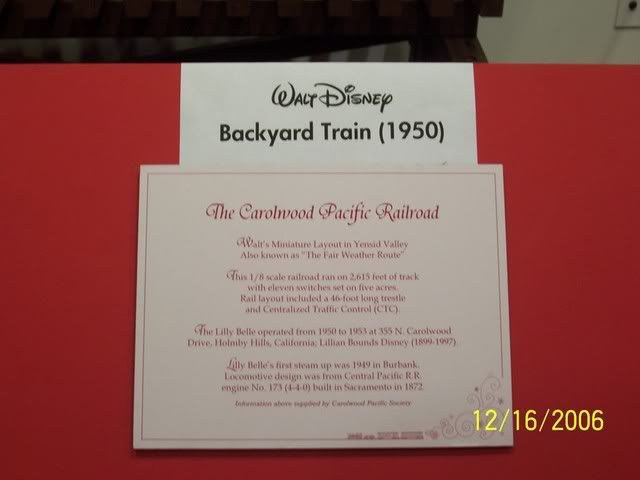 WALT DISNEY
Backyard Train (1950)
The Carolwood Pacific Railroad
Walt's Miniature Layout in Yensid Valley
Also known as "The Fair Weather Route"
This 1/8 scale railroad ran on 2,615 feet of track
with eleven switches set on five acres.
Rail layout included a 46-foot long trestle
and Centralized Traffic Control (CTC).
The Lilly Belle operated from 1950 to 1953 at 355 N. Carolwood
Drive, Holmby Hills, California; Lillian Bounds Disney (1899-1997).
Lilly Belle's first steam up was 1949 in Burbank.
Locomotive design was from Central Pacific R.R.
engine No. 173 (4-4-0) built in Sacramento in 1872.
Information above supplied by Carolwood Pacific Society
12/16/2006